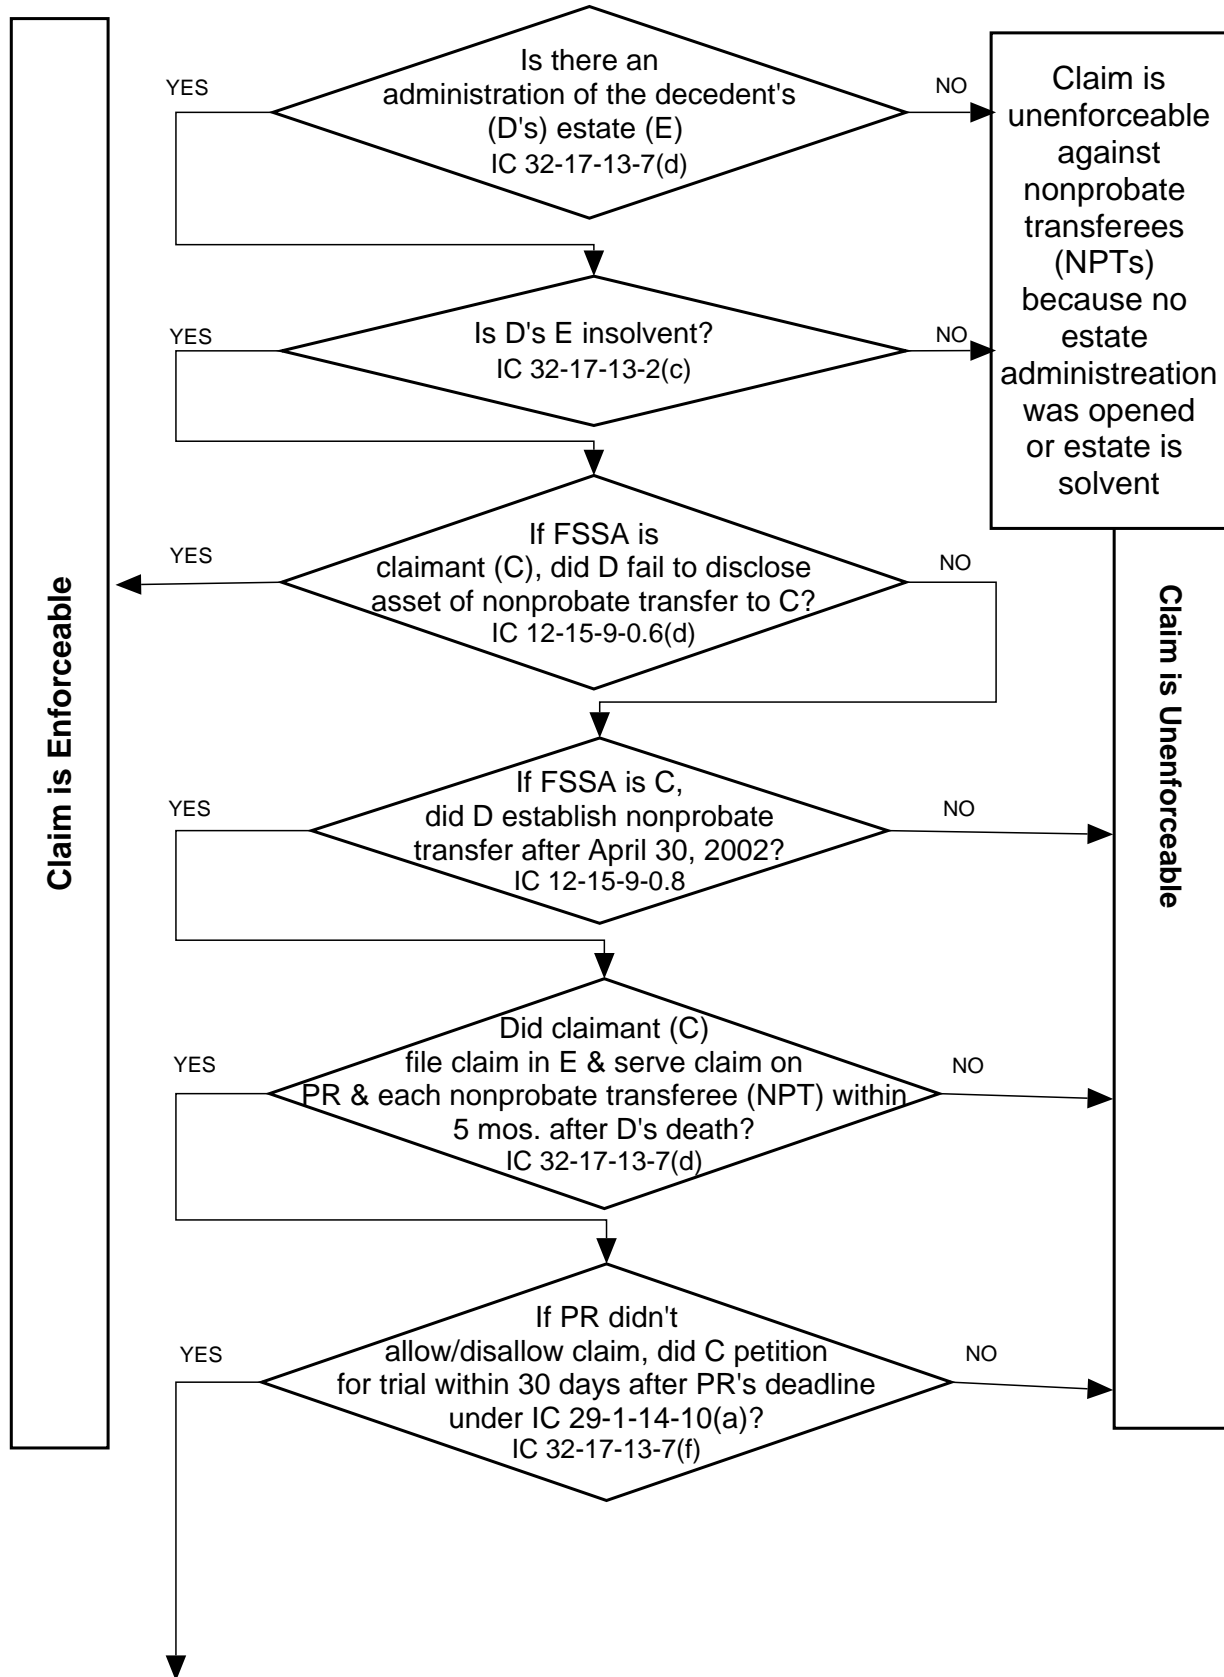 Is there an
administration of the decedent's
(D's) estate (E)
IC 32-17-13-7(d)
YES
NO
Claim is
unenforceable
against
nonprobate
transferees
(NPTs)
because no
estate
administreation
was opened
or estate is
solvent
Is D's E insolvent?
IC 32-17-13-2(c)
YES
NO
If FSSA is
claimant (C), did D fail to disclose
asset of nonprobate transfer to C?
IC 12-15-9-0.6(d)
YES
NO
Claim is Enforceable
Claim is Unenforceable
If FSSA is C,
did D establish nonprobate
transfer after April 30, 2002?
IC 12-15-9-0.8
YES
NO
Did claimant (C)
file claim in E & serve claim on
PR & each nonprobate transferee (NPT) within
5 mos. after D's death?
IC 32-17-13-7(d)
YES
NO
If PR didn't
allow/disallow claim, did C petition
for trial within 30 days after PR's deadline
under IC 29-1-14-10(a)?
IC 32-17-13-7(f)
YES
NO